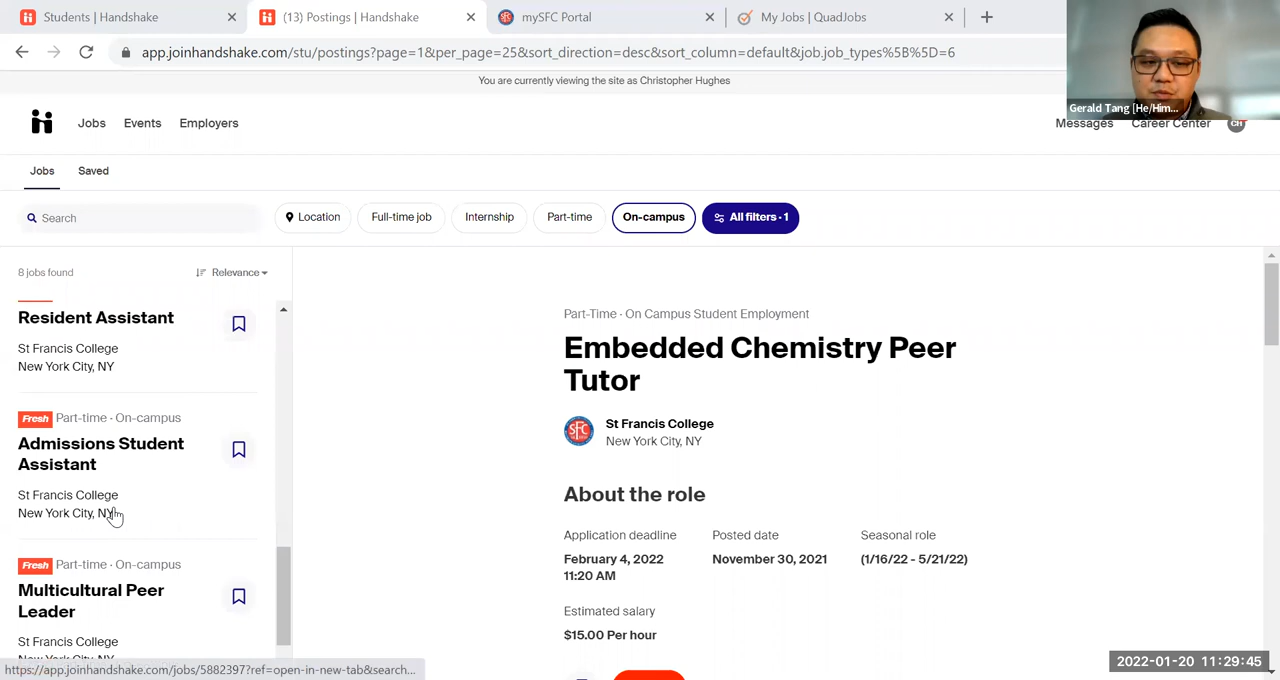 Students | Handshake
(13) Postings | Handshake
mySFC Portal
My Jobs | QuadJobs
app.joinhandshake.com/stu/postings?page=1&per_page=25&sort_direction=desc&sort_column=default&job.job_types%5B%5D=6
You are currently viewing the site as Christopher Hughes
Gerald Tang [He/Him...
Jobs
Events
Employers
Messages
Career Center
CH
Jobs
Saved
Search
Location
Full-time job
Internship
Part-time
On-campus
All filters · 1
8 jobs found
Relevance
Resident Assistant
St Francis College
New York City, NY
Fresh Part-time · On-campus
Admissions Student
Assistant
St Francis College
New York City, NY
Fresh Part-time · On-campus
Multicultural Peer
Leader
St Francis College
Part-Time · On Campus Student Employment
Embedded Chemistry Peer
Tutor
SFC
St Francis College
New York City, NY
About the role
Application deadline
February 4, 2022
11:20 AM
Posted date
November 30, 2021
Seasonal role
(1/16/22 - 5/21/22)
Estimated salary
$15.00 Per hour
https://app.joinhandshake.com/jobs/5882397?ref=open-in-new-tab&search...
2022-01-20 11:29:45